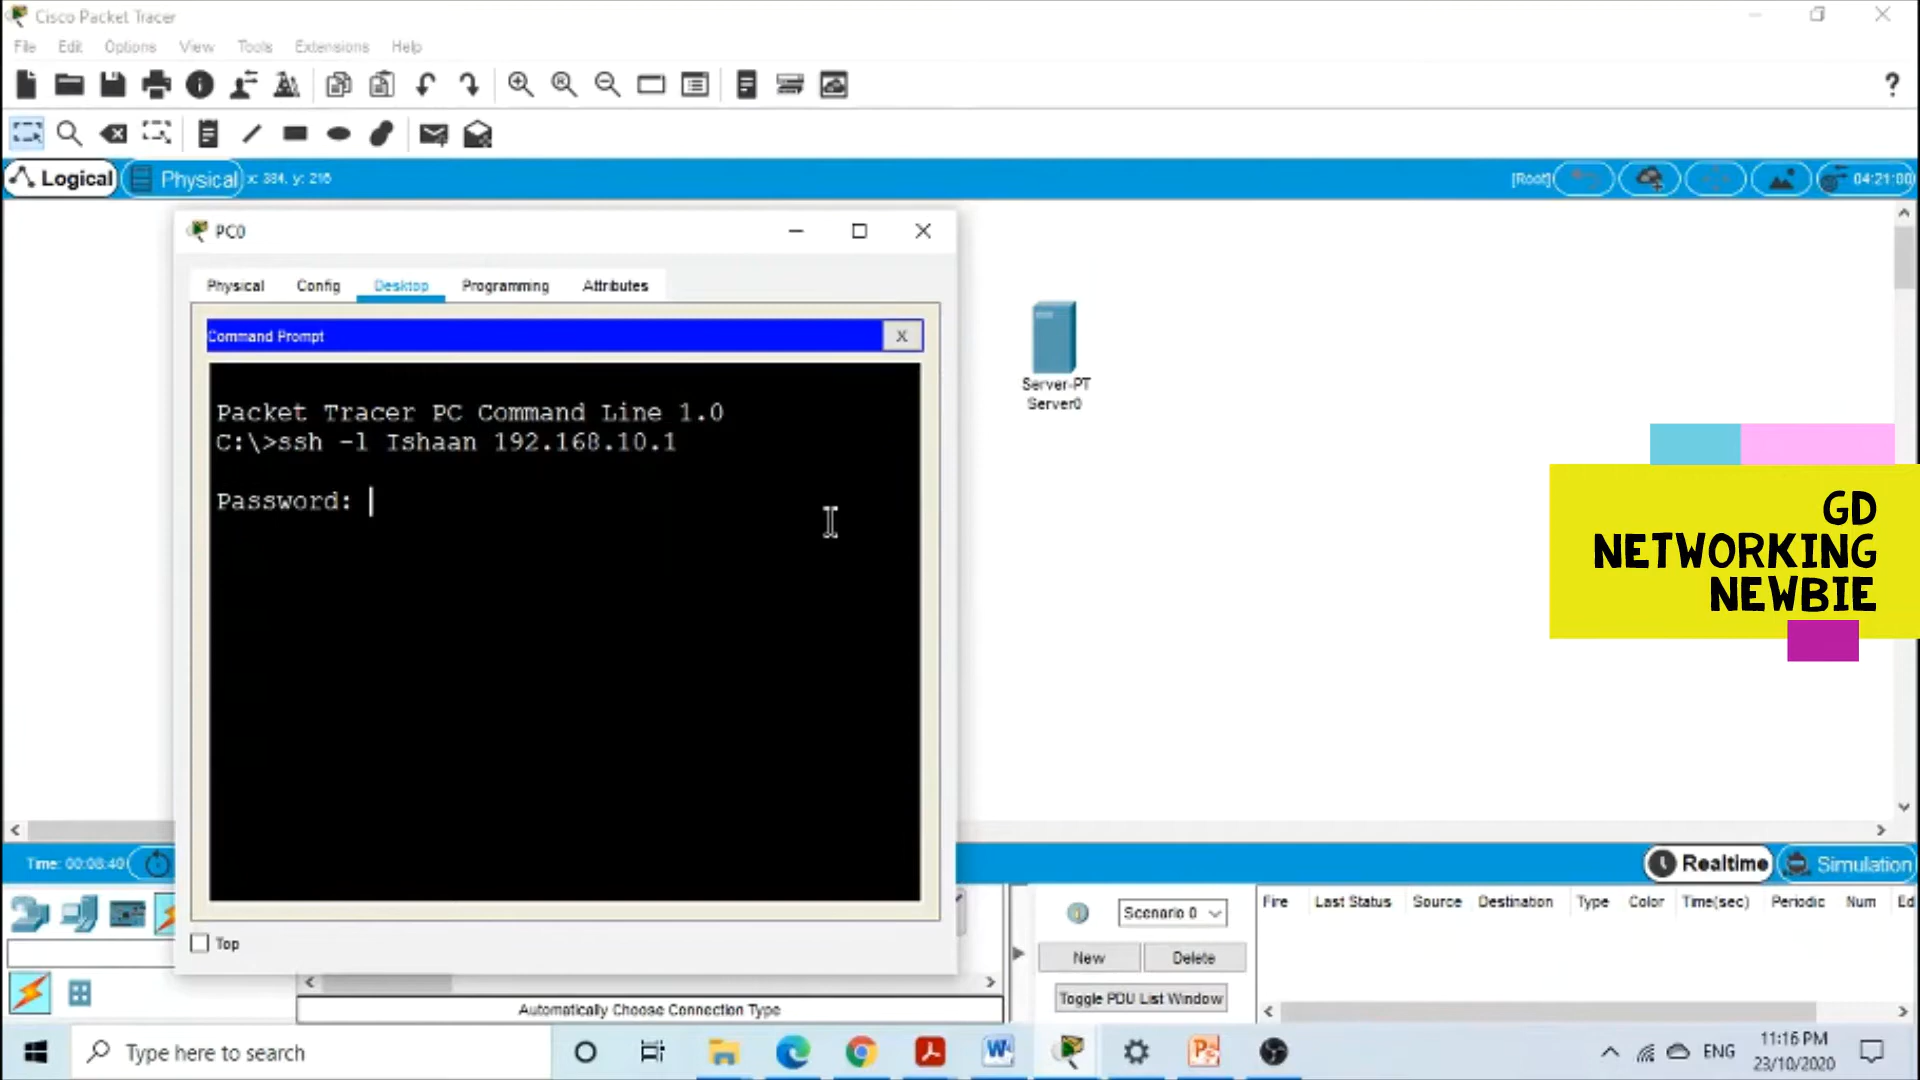 Cisco Packet Tracer
File Edit Options View Tools Extensions Help
?
Logical Physical x: 384, y: 216 [Root] 04:21:00
PC0
Physical Config Desktop Programming Attributes
Command Prompt X
Packet Tracer PC Command Line 1.0
C:\>ssh -l Ishaan 192.168.10.1
Password:
Server-PT
Server0
GD
NETWORKING
NEWBIE
Time: 00:08:49
Realtime Simulation
Top
Scenario 0
New Delete
Toggle PDU List Window
Fire Last Status Source Destination Type Color Time(sec) Periodic Num Ed
Automatically Choose Connection Type
Type here to search
ENG
11:16 PM
23/10/2020